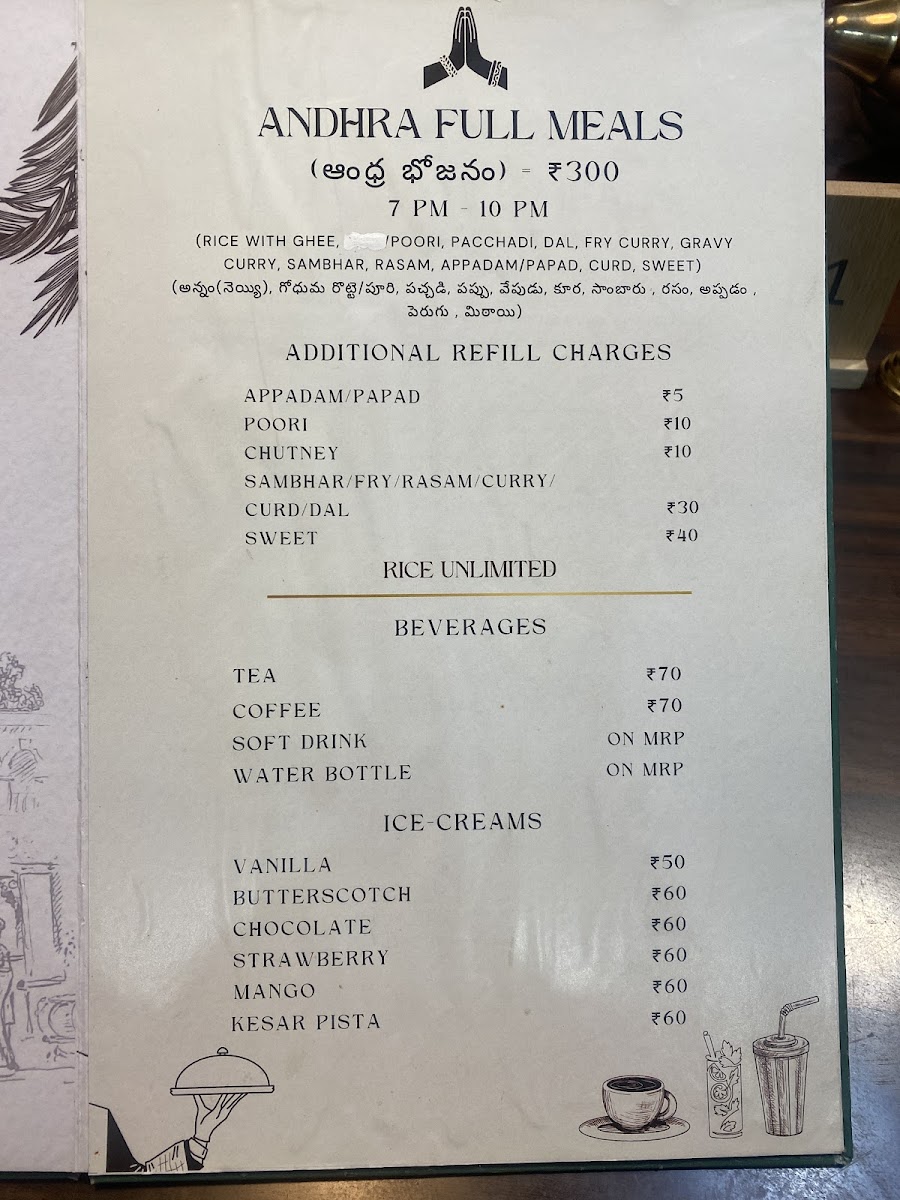 ANDHRA FULL MEALS
(ఆంధ్ర భోజనం) - ₹300
7 PM - 10 PM
(RICE WITH GHEE, /POORI, PACCHADI, DAL, FRY CURRY, GRAVY
CURRY, SAMBHAR, RASAM, APPADAM/PAPAD, CURD, SWEET)
(అన్నం(నెయ్యి), గోధుమ రొట్టె/పూరి, పచ్చడి, పప్పు, వేపుడు, కూర, సాంబారు , రసం, అప్పడం ,
పెరుగు , మిఠాయి)
ADDITIONAL REFILL CHARGES
APPADAM/PAPAD ₹5
POORI ₹10
CHUTNEY ₹10
SAMBHAR/FRY/RASAM/CURRY/
CURD/DAL ₹30
SWEET ₹40
RICE UNLIMITED
BEVERAGES
TEA ₹70
COFFEE ₹70
SOFT DRINK ON MRP
WATER BOTTLE ON MRP
ICE-CREAMS
VANILLA ₹50
BUTTERSCOTCH ₹60
CHOCOLATE ₹60
STRAWBERRY ₹60
MANGO ₹60
KESAR PISTA ₹60